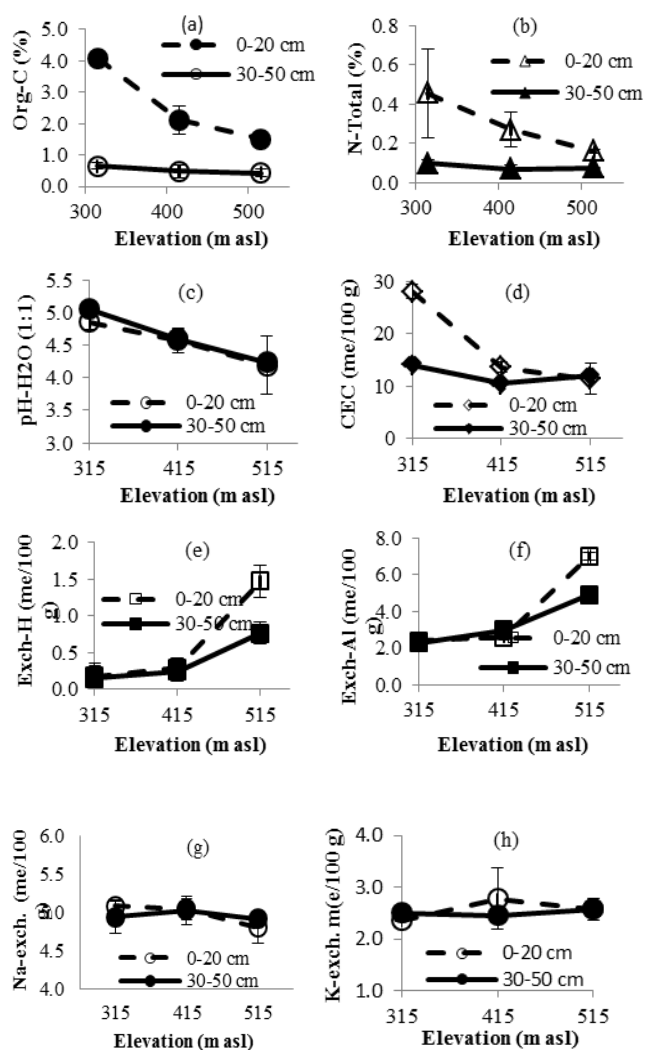 (a)
Org-C (%)
5.0
4.0
3.0
2.0
1.0
0.0
0-20 cm
30-50 cm
300 400 500
Elevation (m asl)
(b)
N-Total (%)
0.8
0.6
0.4
0.2
0.0
0-20 cm
30-50 cm
300 400 500
Elevation (m asl)
(c)
pH-H2O (1:1)
5.5
5.0
4.5
4.0
3.5
3.0
0-20 cm
30-50 cm
315 415 515
Elevation (m asl)
(d)
CEC (me/100 g)
30
20
10
0
0-20 cm
30-50 cm
315 415 515
Elevation (m asl)
(e)
Exch-H (me/100
g)
2.0
1.5
1.0
0.5
0.0
0-20 cm
30-50 cm
315 415 515
Elevation (m asl)
(f)
Exch-Al (me/100
g)
8.0
6.0
4.0
2.0
0.0
0-20 cm
30-50 cm
315 415 515
Elevation (m asl)
(g)
Na-exch. (me/100
g)
6.0
5.5
5.0
4.5
4.0
0-20 cm
30-50 cm
315 415 515
Elevation (m asl)
(h)
K-exch. m(e/100 g)
4.0
3.0
2.0
1.0
0-20 cm
30-50 cm
315 415 515
Elevation (m asl)